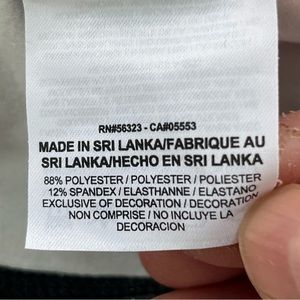 RN#56323 - CA#05553
MADE IN SRI LANKA/FABRIQUE AU
SRI LANKA/HECHO EN SRI LANKA
88% POLYESTER / POLYESTER / POLIESTER
12% SPANDEX / ELASTHANNE / ELASTANO
EXCLUSIVE OF DECORATION / DECORATION
NON COMPRISE / NO INCLUYE LA
DECORACION